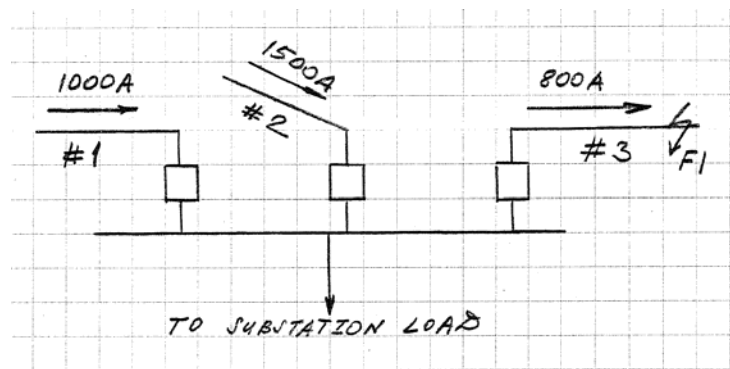 1000A
1500A
800A
#1
#2
#3
F1
TO SUBSTATION LOAD